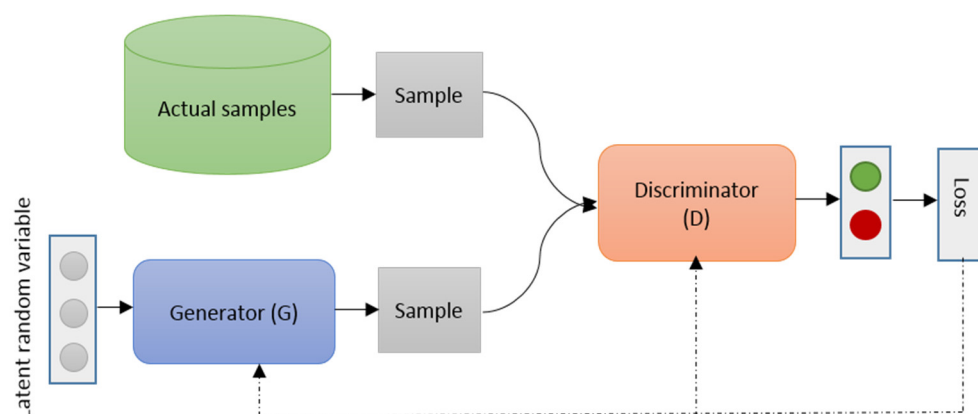 Actual samples
Sample
Discriminator
(D)
Loss
atent random variable
Generator (G)
Sample